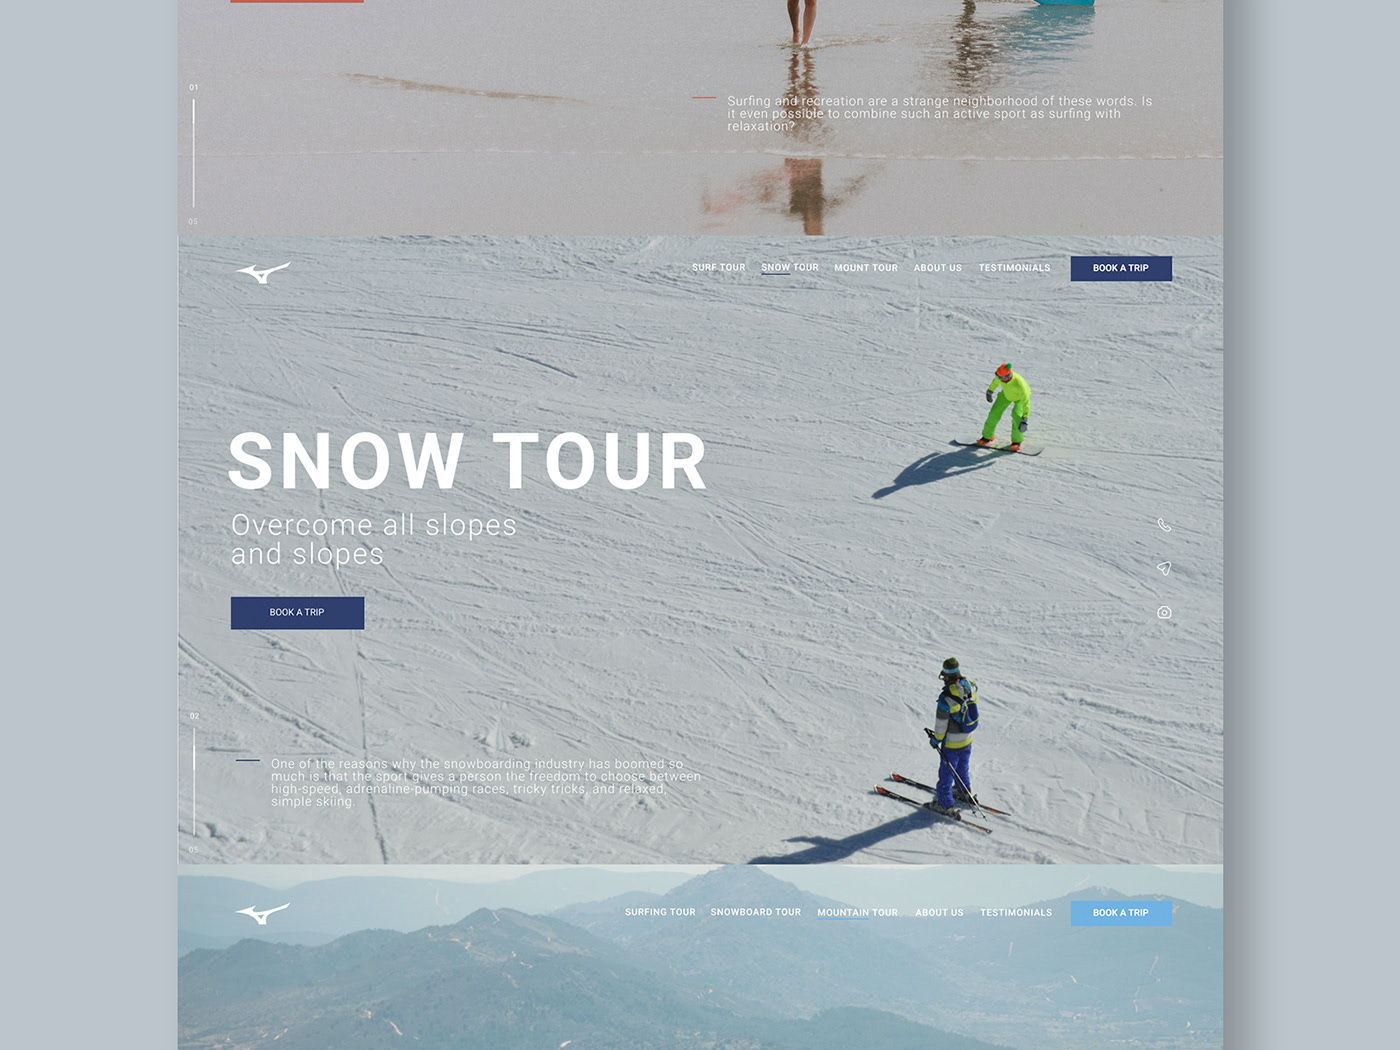 01
Surfing and recreation are a strange neighborhood of these words. Is
it even possible to combine such an active sport as surfing with
relaxation?
05
SURF TOUR SNOW TOUR MOUNT TOUR ABOUT US TESTIMONIALS BOOK A TRIP
SNOW TOUR
Overcome all slopes
and slopes
BOOK A TRIP
02
One of the reasons why the snowboarding industry has boomed so
much is that the sport gives a person the freedom to choose between
high-speed, adrenaline-pumping races, tricky tricks, and relaxed,
simple skiing.
05
SURFING TOUR SNOWBOARD TOUR MOUNTAIN TOUR ABOUT US TESTIMONIALS BOOK A TRIP